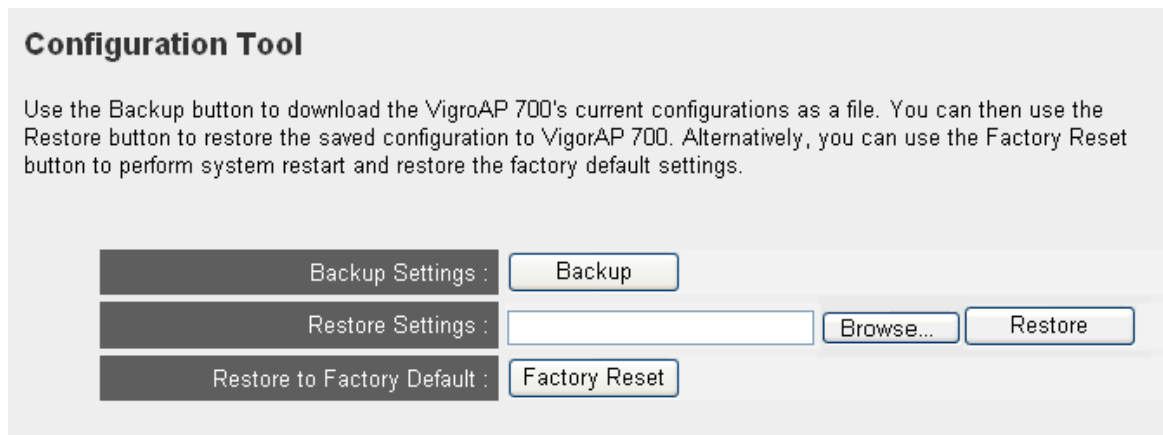 Configuration Tool
Use the Backup button to download the VigroAP 700's current configurations as a file. You can then use the
Restore button to restore the saved configuration to VigorAP 700. Alternatively, you can use the Factory Reset
button to perform system restart and restore the factory default settings.
Backup Settings : Backup
Restore Settings : Browse... Restore
Restore to Factory Default : Factory Reset